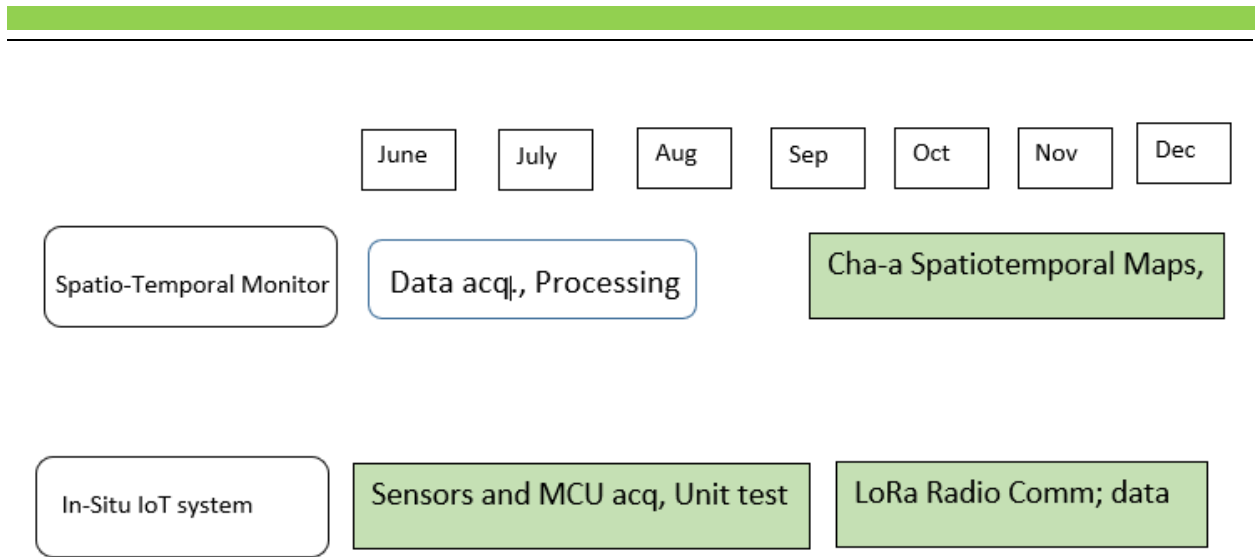 June July Aug Sep Oct Nov Dec
Spatio-Temporal Monitor
Data acq., Processing
Cha-a Spatiotemporal Maps,
In-Situ IoT system
Sensors and MCU acq, Unit test
LoRa Radio Comm; data